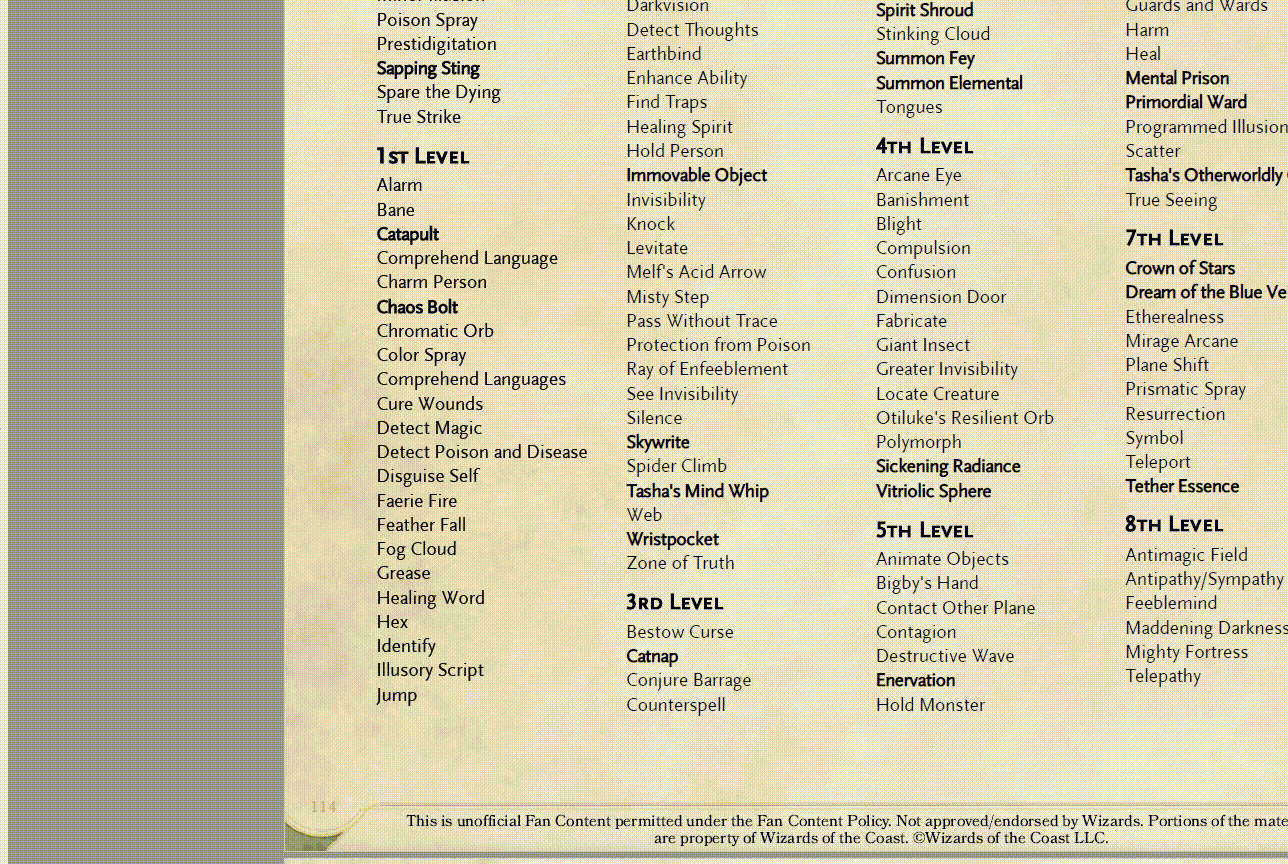 Poison Spray
Prestidigitation
Sapping Sting
Spare the Dying
True Strike
1st Level
Alarm
Bane
Catapult
Comprehend Language
Charm Person
Chaos Bolt
Chromatic Orb
Color Spray
Comprehend Languages
Cure Wounds
Detect Magic
Detect Poison and Disease
Disguise Self
Faerie Fire
Feather Fall
Fog Cloud
Grease
Healing Word
Hex
Identify
Illusory Script
Jump
Darkvision
Detect Thoughts
Earthbind
Enhance Ability
Find Traps
Healing Spirit
Hold Person
Immovable Object
Invisibility
Knock
Levitate
Melf's Acid Arrow
Misty Step
Pass Without Trace
Protection from Poison
Ray of Enfeeblement
See Invisibility
Silence
Skywrite
Spider Climb
Tasha's Mind Whip
Web
Wristpocket
Zone of Truth
3rd Level
Bestow Curse
Catnap
Conjure Barrage
Counterspell
Spirit Shroud
Stinking Cloud
Summon Fey
Summon Elemental
Tongues
4th Level
Arcane Eye
Banishment
Blight
Compulsion
Confusion
Dimension Door
Fabricate
Giant Insect
Greater Invisibility
Locate Creature
Otiluke's Resilient Orb
Polymorph
Sickening Radiance
Vitriolic Sphere
5th Level
Animate Objects
Bigby's Hand
Contact Other Plane
Contagion
Destructive Wave
Enervation
Hold Monster
Guards and Wards
Harm
Heal
Mental Prison
Primordial Ward
Programmed Illusion
Scatter
Tasha's Otherworldly
True Seeing
7th Level
Crown of Stars
Dream of the Blue Ve
Etherealness
Mirage Arcane
Plane Shift
Prismatic Spray
Resurrection
Symbol
Teleport
Tether Essence
8th Level
Antimagic Field
Antipathy/Sympathy
Feeblemind
Maddening Darkness
Mighty Fortress
Telepathy
114
This is unofficial Fan Content permitted under the Fan Content Policy. Not approved/endorsed by Wizards. Portions of the mate
are property of Wizards of the Coast. ©Wizards of the Coast LLC.